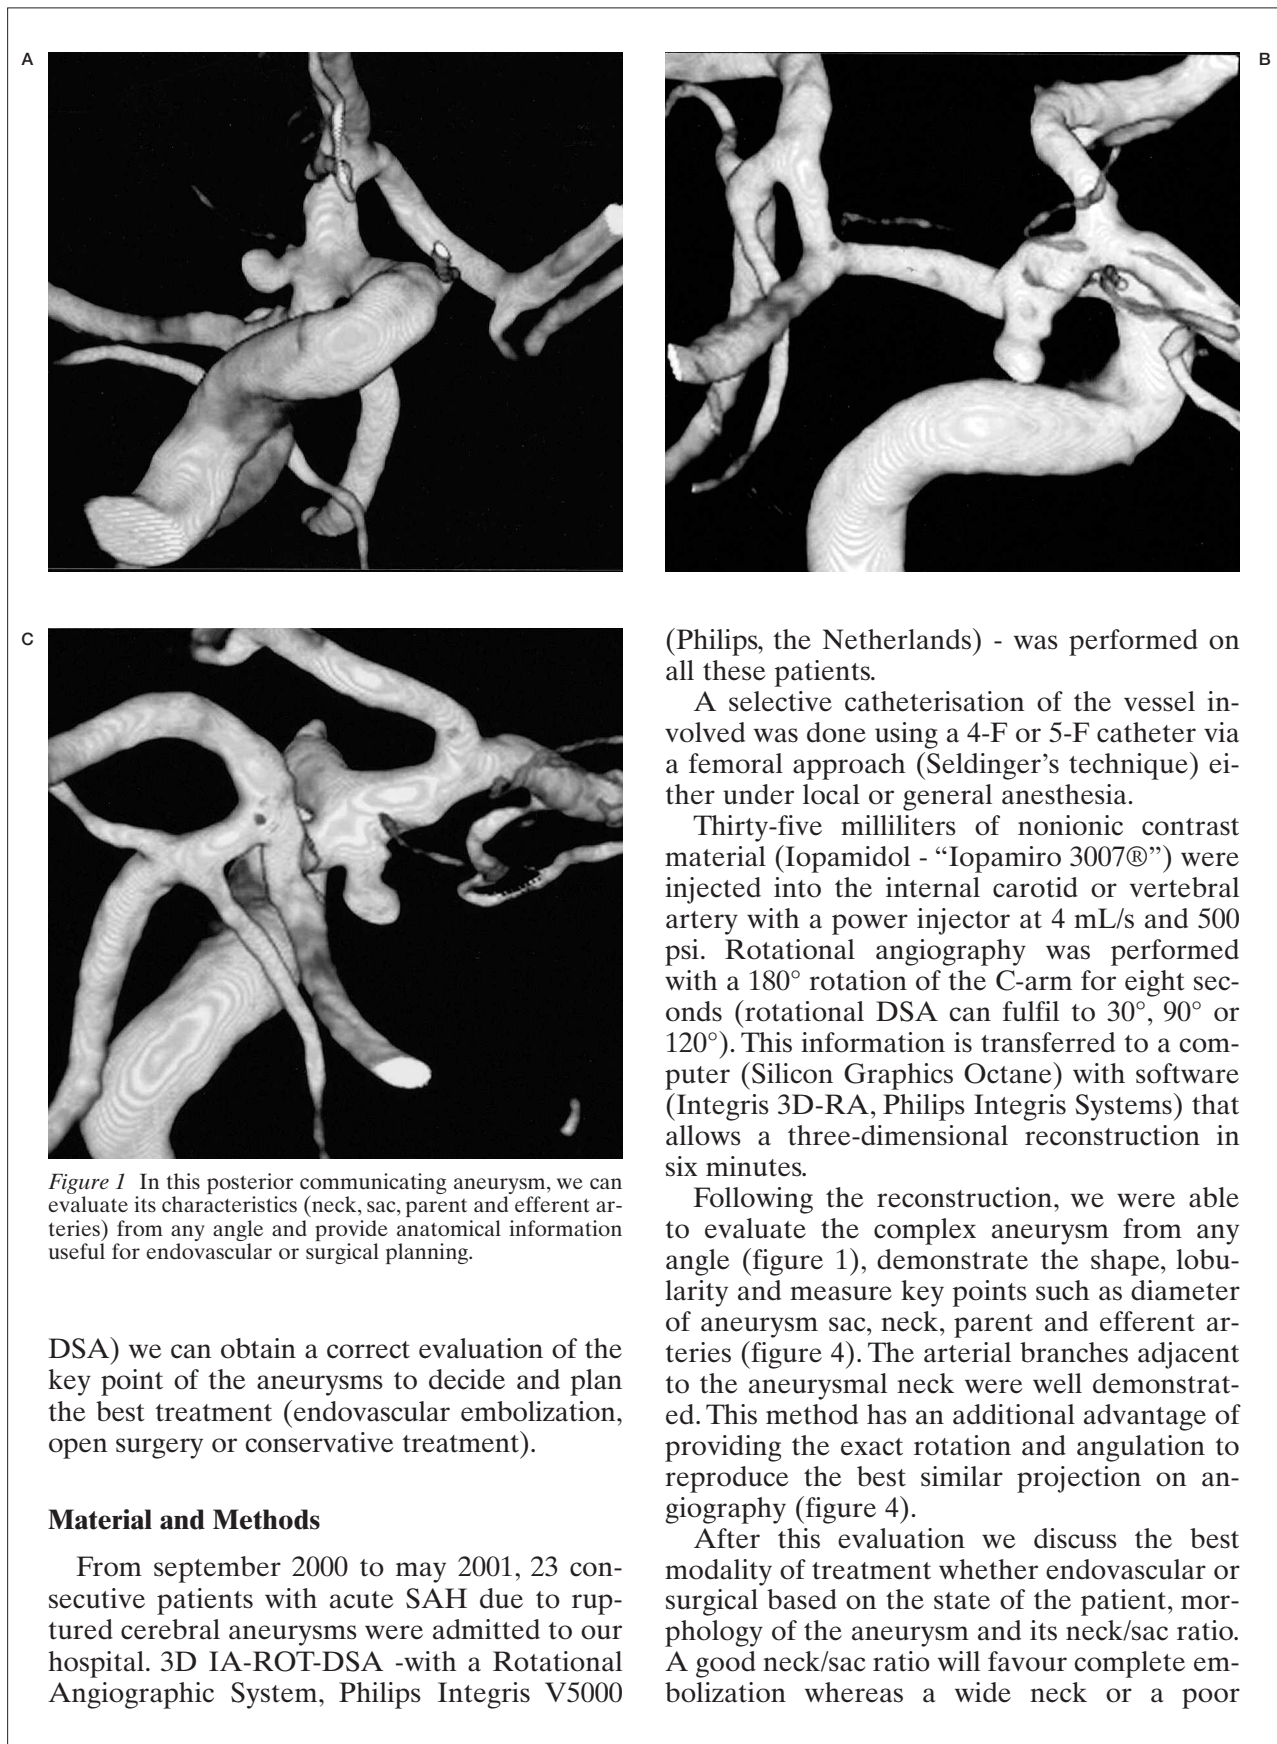 A
B
C
Figure 1 In this posterior communicating aneurysm, we can
evaluate its characteristics (neck, sac, parent and efferent ar-
teries) from any angle and provide anatomical information
useful for endovascular or surgical planning.
DSA) we can obtain a correct evaluation of the
key point of the aneurysms to decide and plan
the best treatment (endovascular embolization,
open surgery or conservative treatment).
Material and Methods
From september 2000 to may 2001, 23 con-
secutive patients with acute SAH due to rup-
tured cerebral aneurysms were admitted to our
hospital. 3D IA-ROT-DSA -with a Rotational
Angiographic System, Philips Integris V5000
(Philips, the Netherlands) - was performed on
all these patients.
A selective catheterisation of the vessel in-
volved was done using a 4-F or 5-F catheter via
a femoral approach (Seldinger's technique) ei-
ther under local or general anesthesia.
Thirty-five milliliters of nonionic contrast
material (Iopamidol - “Iopamiro 3007®”) were
injected into the internal carotid or vertebral
artery with a power injector at 4 mL/s and 500
psi. Rotational angiography was performed
with a 180° rotation of the C-arm for eight sec-
onds (rotational DSA can fulfil to 30°, 90° or
120°). This information is transferred to a com-
puter (Silicon Graphics Octane) with software
(Integris 3D-RA, Philips Integris Systems) that
allows a three-dimensional reconstruction in
six minutes.
Following the reconstruction, we were able
to evaluate the complex aneurysm from any
angle (figure 1), demonstrate the shape, lobu-
larity and measure key points such as diameter
of aneurysm sac, neck, parent and efferent ar-
teries (figure 4). The arterial branches adjacent
to the aneurysmal neck were well demonstrat-
ed. This method has an additional advantage of
providing the exact rotation and angulation to
reproduce the best similar projection on an-
giography (figure 4).
After this evaluation we discuss the best
modality of treatment whether endovascular or
surgical based on the state of the patient, mor-
phology of the aneurysm and its neck/sac ratio.
A good neck/sac ratio will favour complete em-
bolization whereas a wide neck or a poor